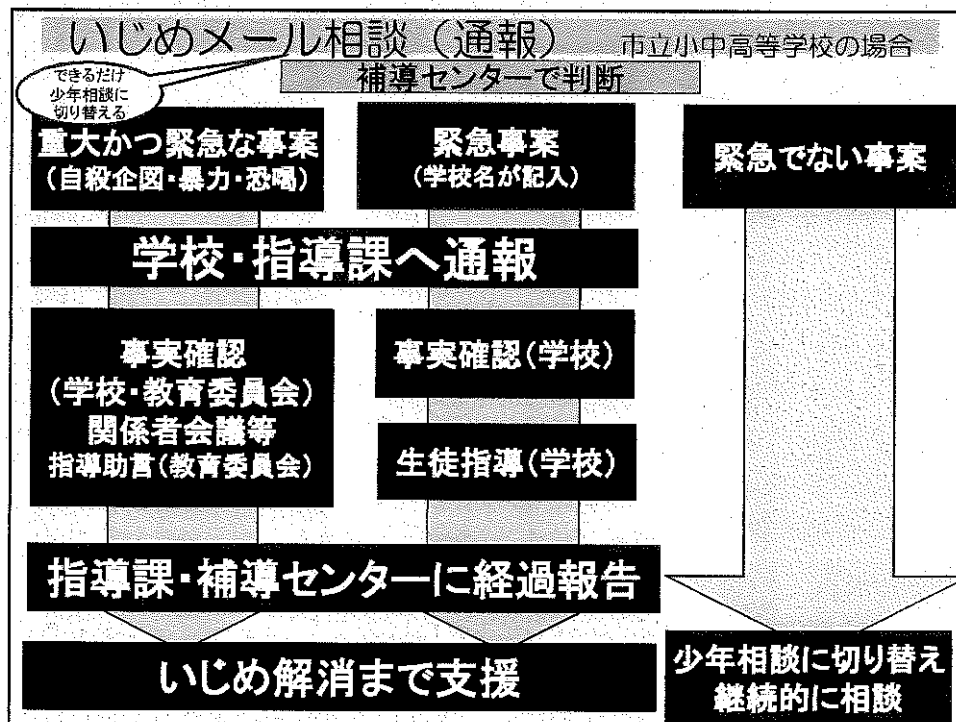 いじめメール相談(通報) 市立小中高等学校の場合
補導センターで判断
できるだけ
少年相談に
切り替える
重大かつ緊急な事案
(自殺企図・暴力・恐喝)
緊急事案
(学校名が記入)
緊急でない事案
学校・指導課へ通報
事実確認
(学校・教育委員会)
関係者会議等
指導助言(教育委員会)
事実確認(学校)
生徒指導(学校)
指導課・補導センターに経過報告
いじめ解消まで支援
少年相談に切り替え
継続的に相談